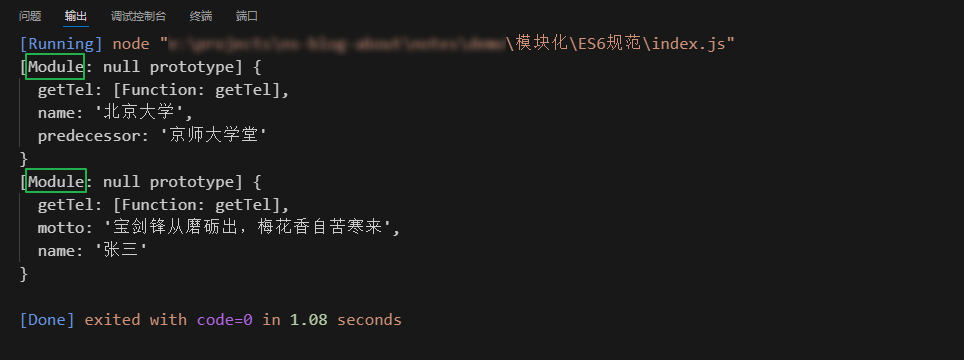 问题 输出 调试控制台 终端 端口
[Running] node "\模块化\ES6规范\index.js"
[Module: null prototype] {
  getTel: [Function: getTel],
  name: '北京大学',
  predecessor: '京师大学堂'
}
[Module: null prototype] {
  getTel: [Function: getTel],
  motto: '宝剑锋从磨砺出，梅花香自苦寒来',
  name: '张三'
}
[Done] exited with code=0 in 1.08 seconds